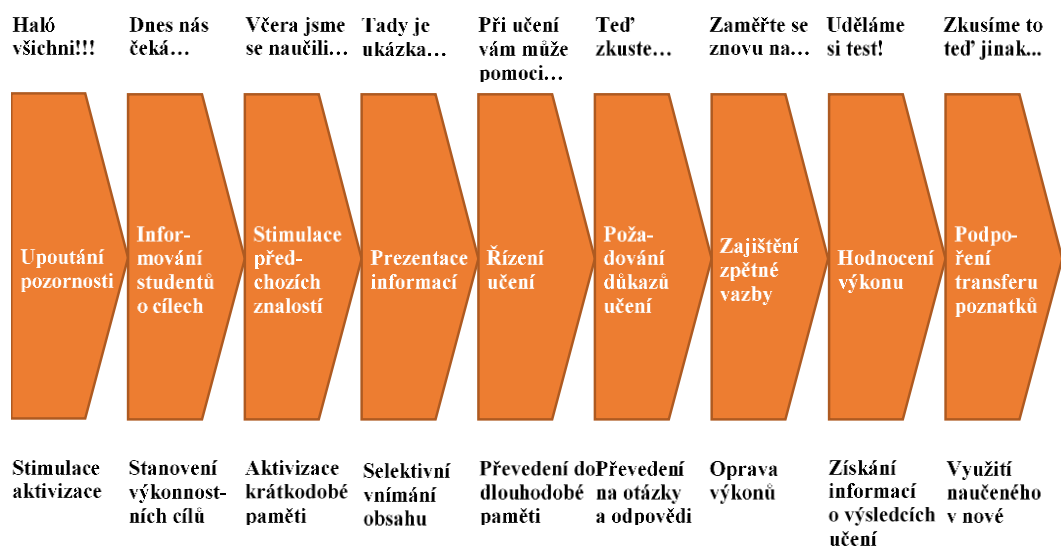 Haló
všichni!!!
Dnes nás
čeká…
Včera jsme
se naučili…
Tady je
ukázka…
Při učení
vám může
pomoci…
Teď
zkuste…
Zaměřte se
znovu na…
Uděláme
si test!
Zkusíme to
teď jinak...
Upoutání
pozornosti
Infor-
mování
studentů
o cílech
Stimulace
před-
chozích
znalostí
Prezentace
informací
Řízení
učení
Poža-
dování
důkazů
učení
Zajištění
zpětné
vazby
Hodnocení
výkonu
Podpo-
ření
transferu
poznatků
Stimulace
aktivizace
Stanovení
výkonnost-
ních cílů
Aktivizace
krátkodobé
paměti
Selektivní
vnímání
obsahu
Převedení do
dlouhodobé
paměti
Převedení
na otázky
a odpovědi
Oprava
výkonů
Získání
informací
o výsledcích
učení
Využití
naučeného
v nové